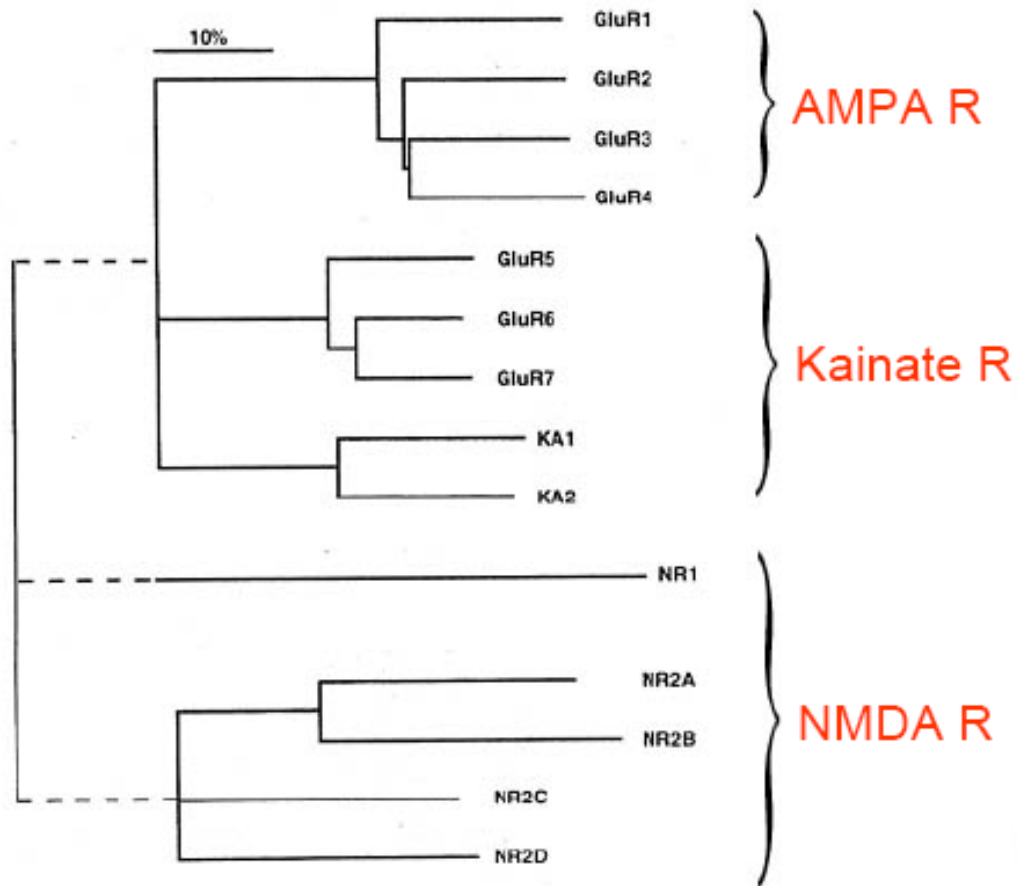 10%
GluR1
GluR2
GluR3
GluR4
AMPA R
GluR5
GluR6
GluR7
KA1
KA2
Kainate R
NR1
NR2A
NR2B
NR2C
NR2D
NMDA R